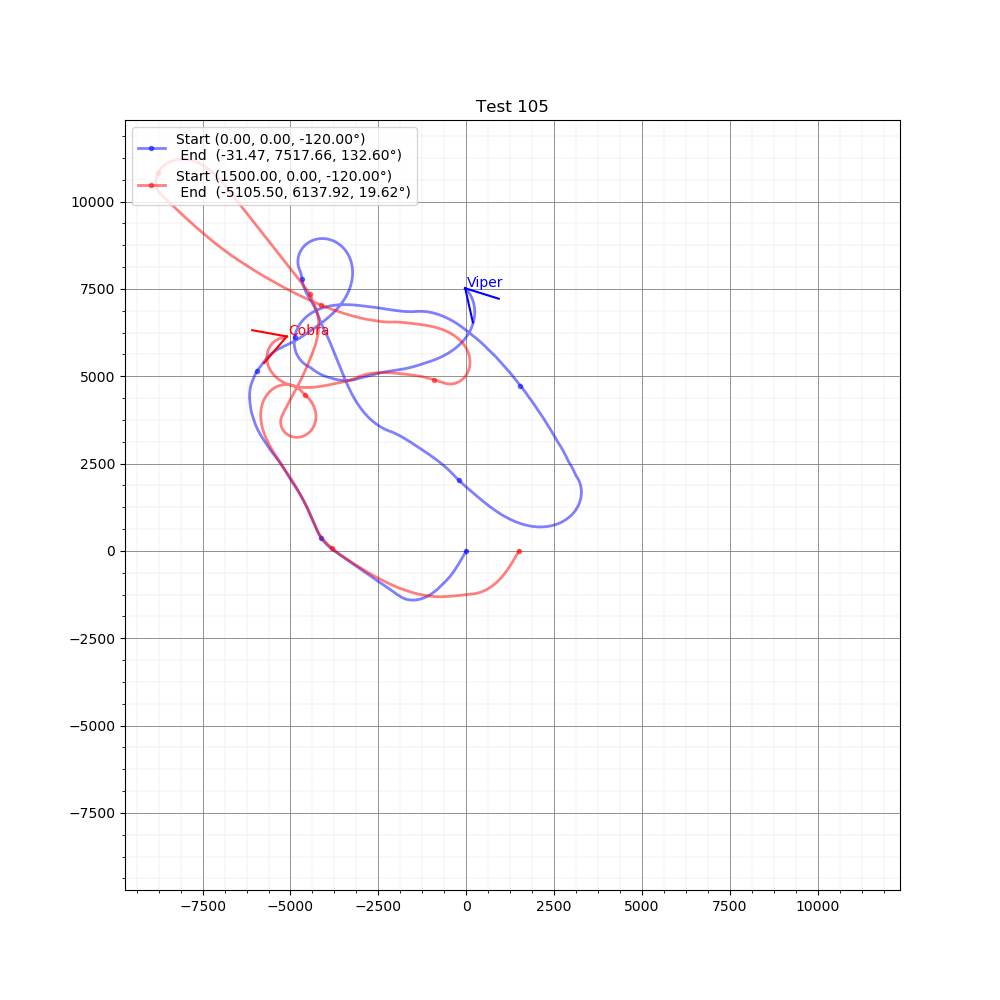 Test 105
Start (0.00, 0.00, -120.00°)
End (-31.47, 7517.66, 132.60°)
Start (1500.00, 0.00, -120.00°)
End (-5105.50, 6137.92, 19.62°)
10000
7500
5000
2500
0
−2500
−5000
−7500
Viper
Cobra
−7500
−5000
−2500
0
2500
5000
7500
10000